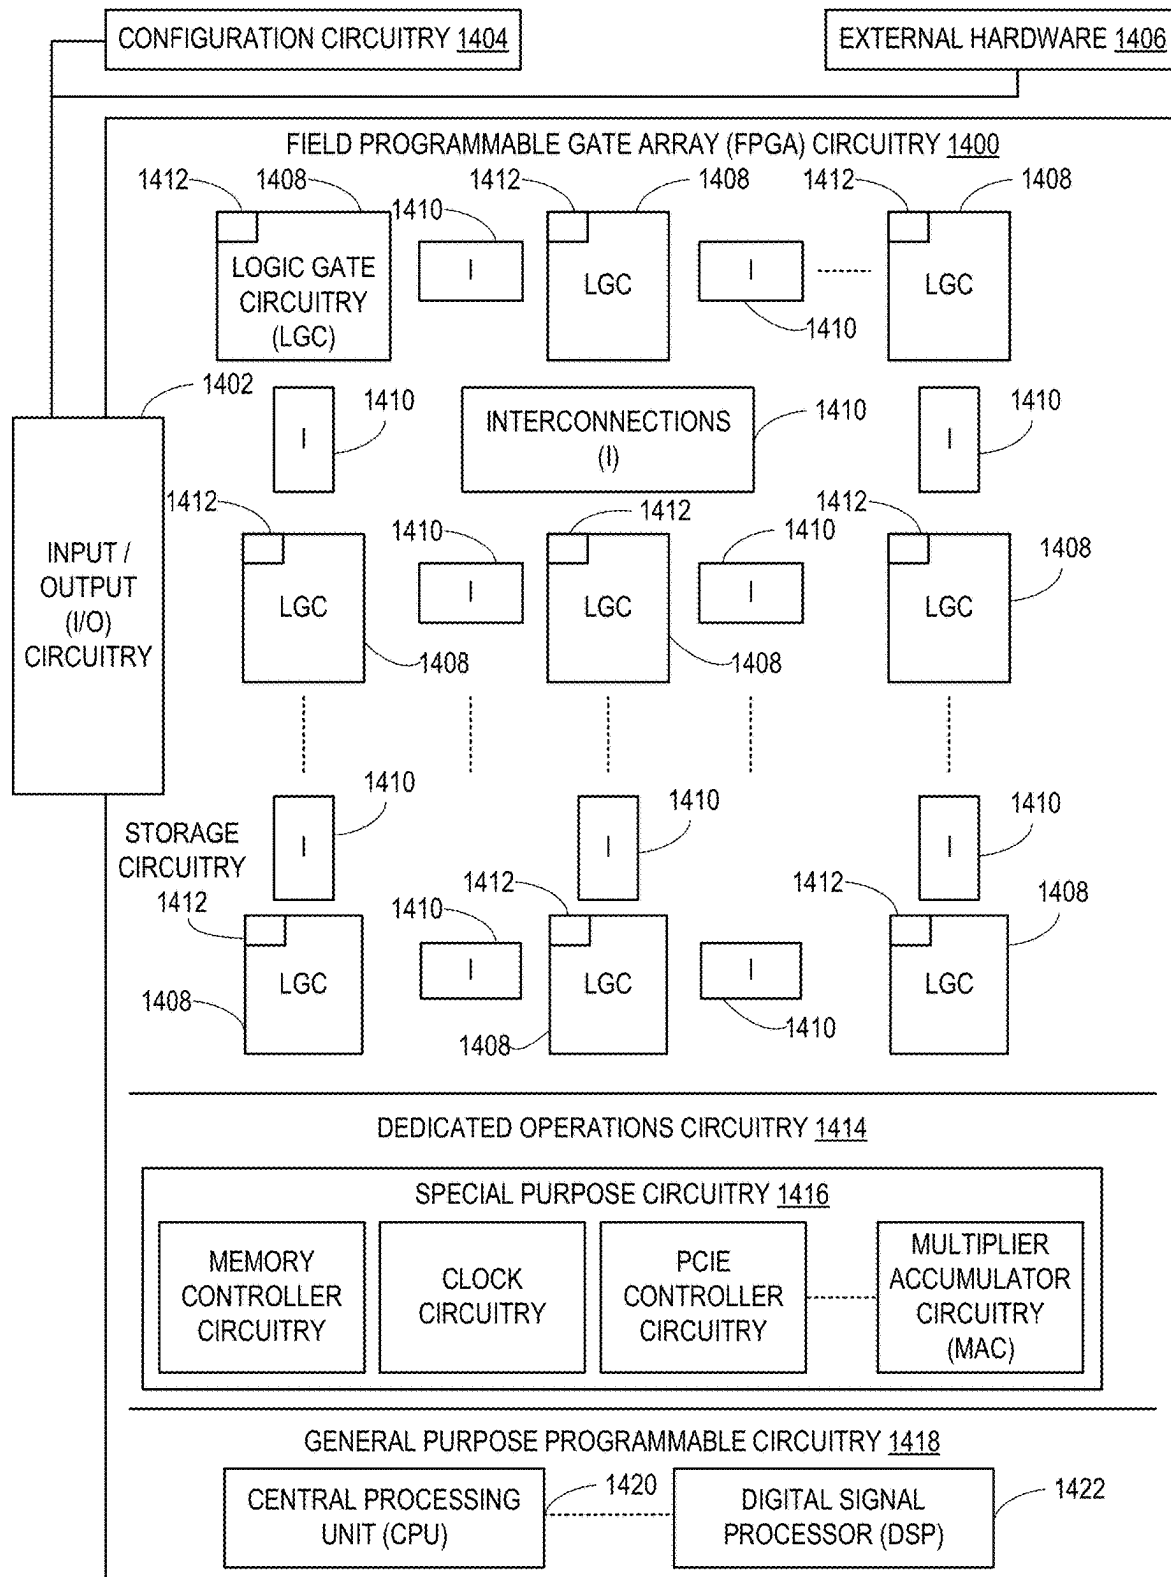 CONFIGURATION CIRCUITRY 1404
EXTERNAL HARDWARE 1406
FIELD PROGRAMMABLE GATE ARRAY (FPGA) CIRCUITRY 1400
1412
1408
1410
1412
1408
1412
1408
LOGIC GATE
CIRCUITRY
(LGC)
I
LGC
I
LGC
1410
1402
1410
INTERCONNECTIONS
(I)
1410
1410
I
I
1412
1410
1412
1410
1412
1408
INPUT /
OUTPUT
(I/O)
CIRCUITRY
LGC
I
LGC
I
LGC
1408
1408
1410
1410
1410
STORAGE
CIRCUITRY
I
I
I
1412
1410
1412
1412
1408
LGC
I
LGC
I
LGC
1408
1408
1410
DEDICATED OPERATIONS CIRCUITRY 1414
SPECIAL PURPOSE CIRCUITRY 1416
MEMORY
CONTROLLER
CIRCUITRY
CLOCK
CIRCUITRY
PCIE
CONTROLLER
CIRCUITRY
MULTIPLIER
ACCUMULATOR
CIRCUITRY
(MAC)
GENERAL PURPOSE PROGRAMMABLE CIRCUITRY 1418
CENTRAL PROCESSING
UNIT (CPU)
1420
DIGITAL SIGNAL
PROCESSOR (DSP)
1422